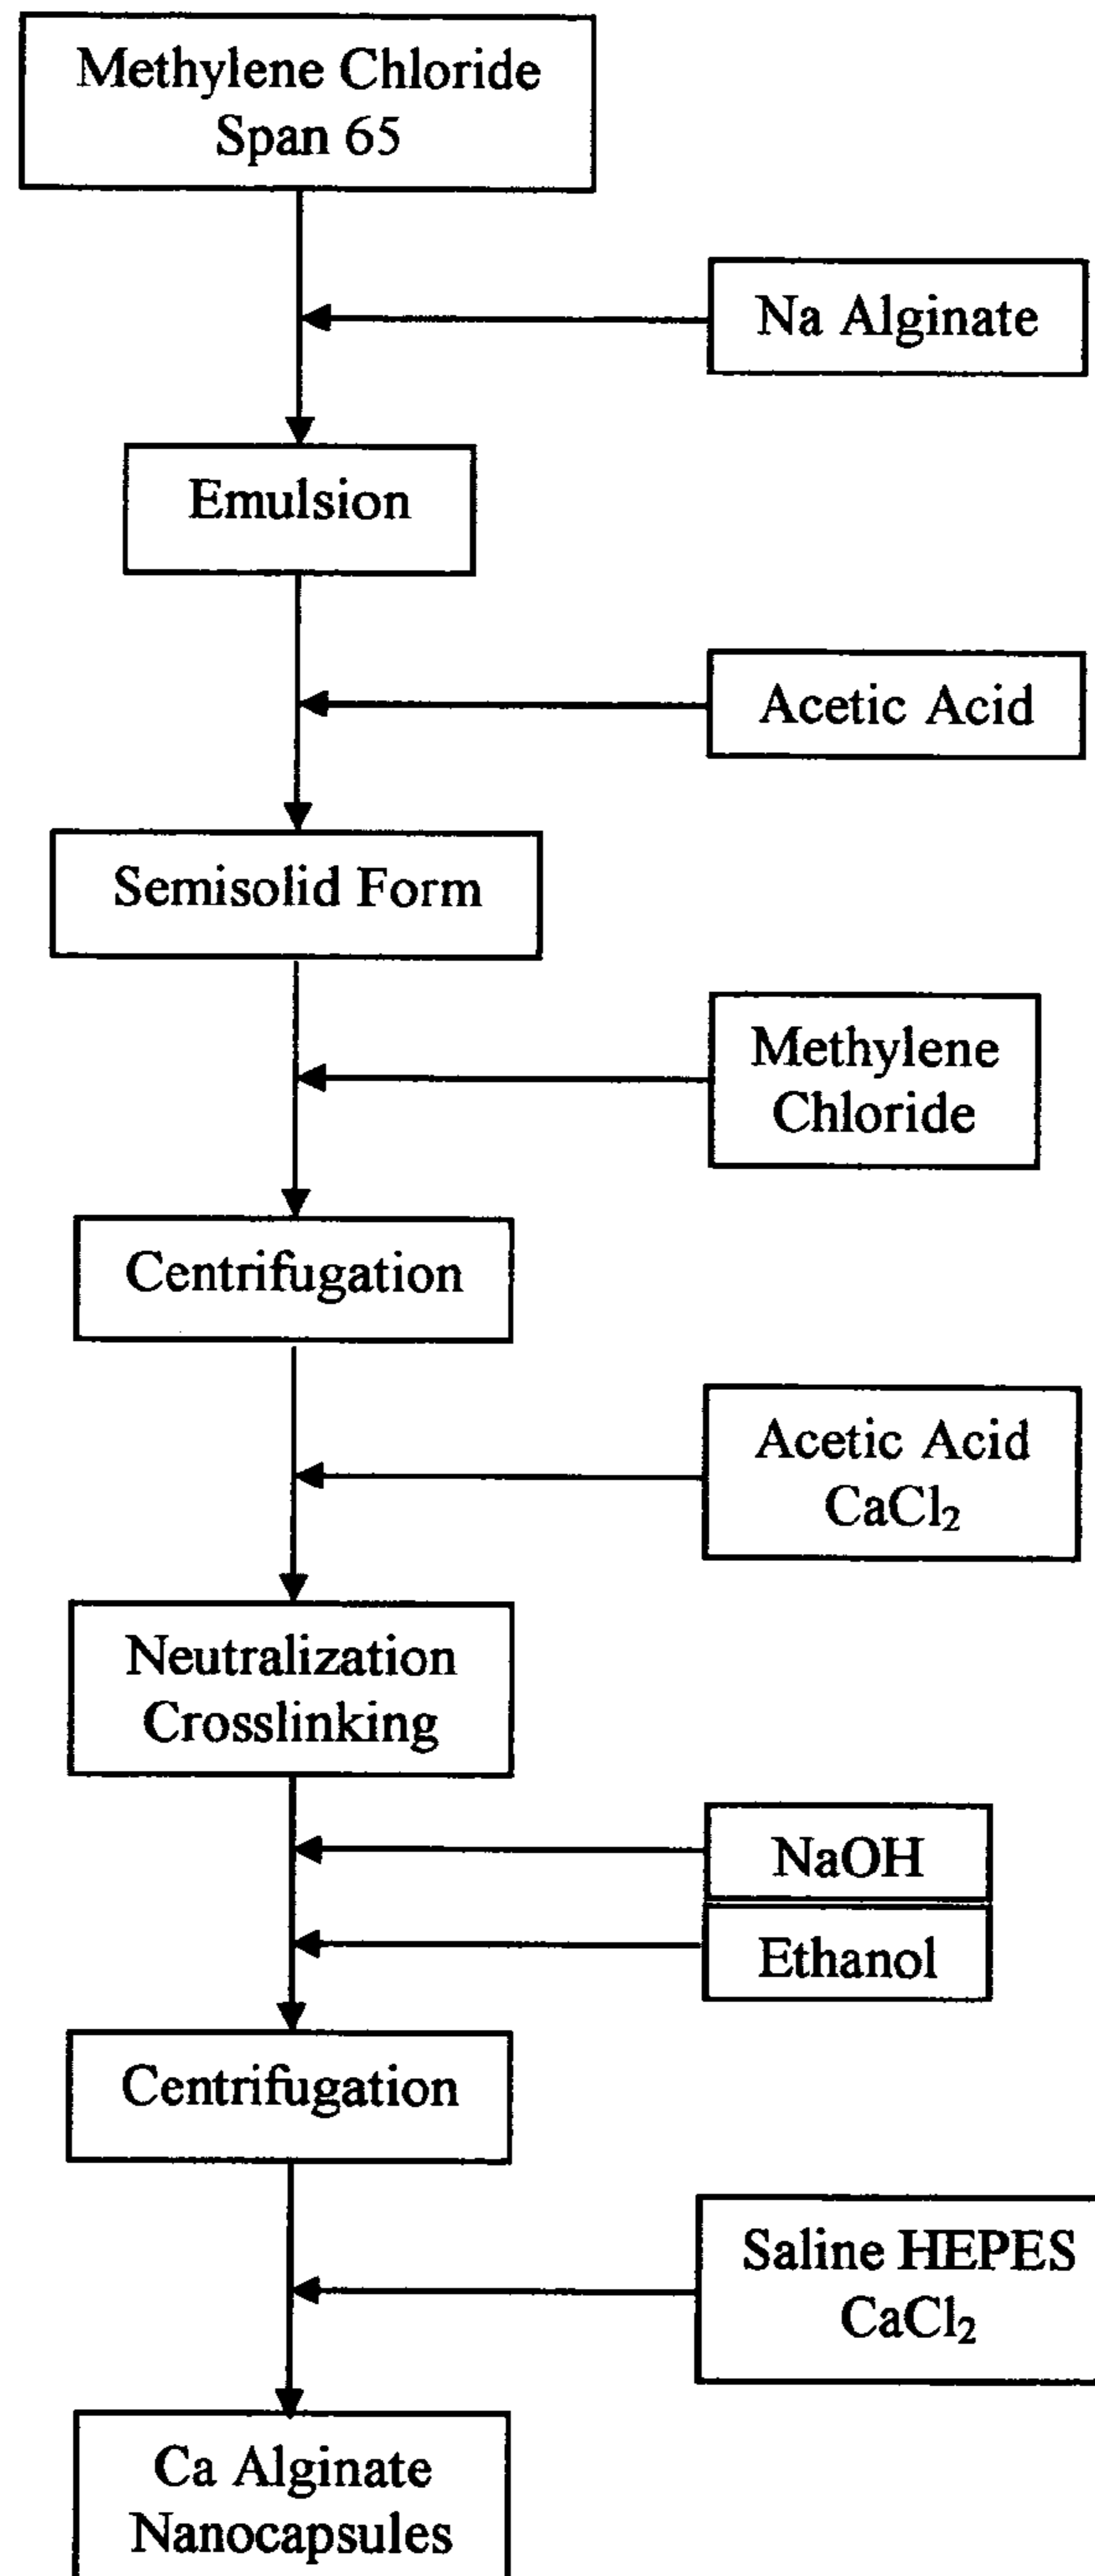 Methylene Chloride
Span 65
Na Alginate
Emulsion
Acetic Acid
Semisolid Form
Methylene
Chloride
Centrifugation
Acetic Acid
CaCl₂
Neutralization
Crosslinking
NaOH
Ethanol
Centrifugation
Saline HEPES
CaCl₂
Ca Alginate
Nanocapsules